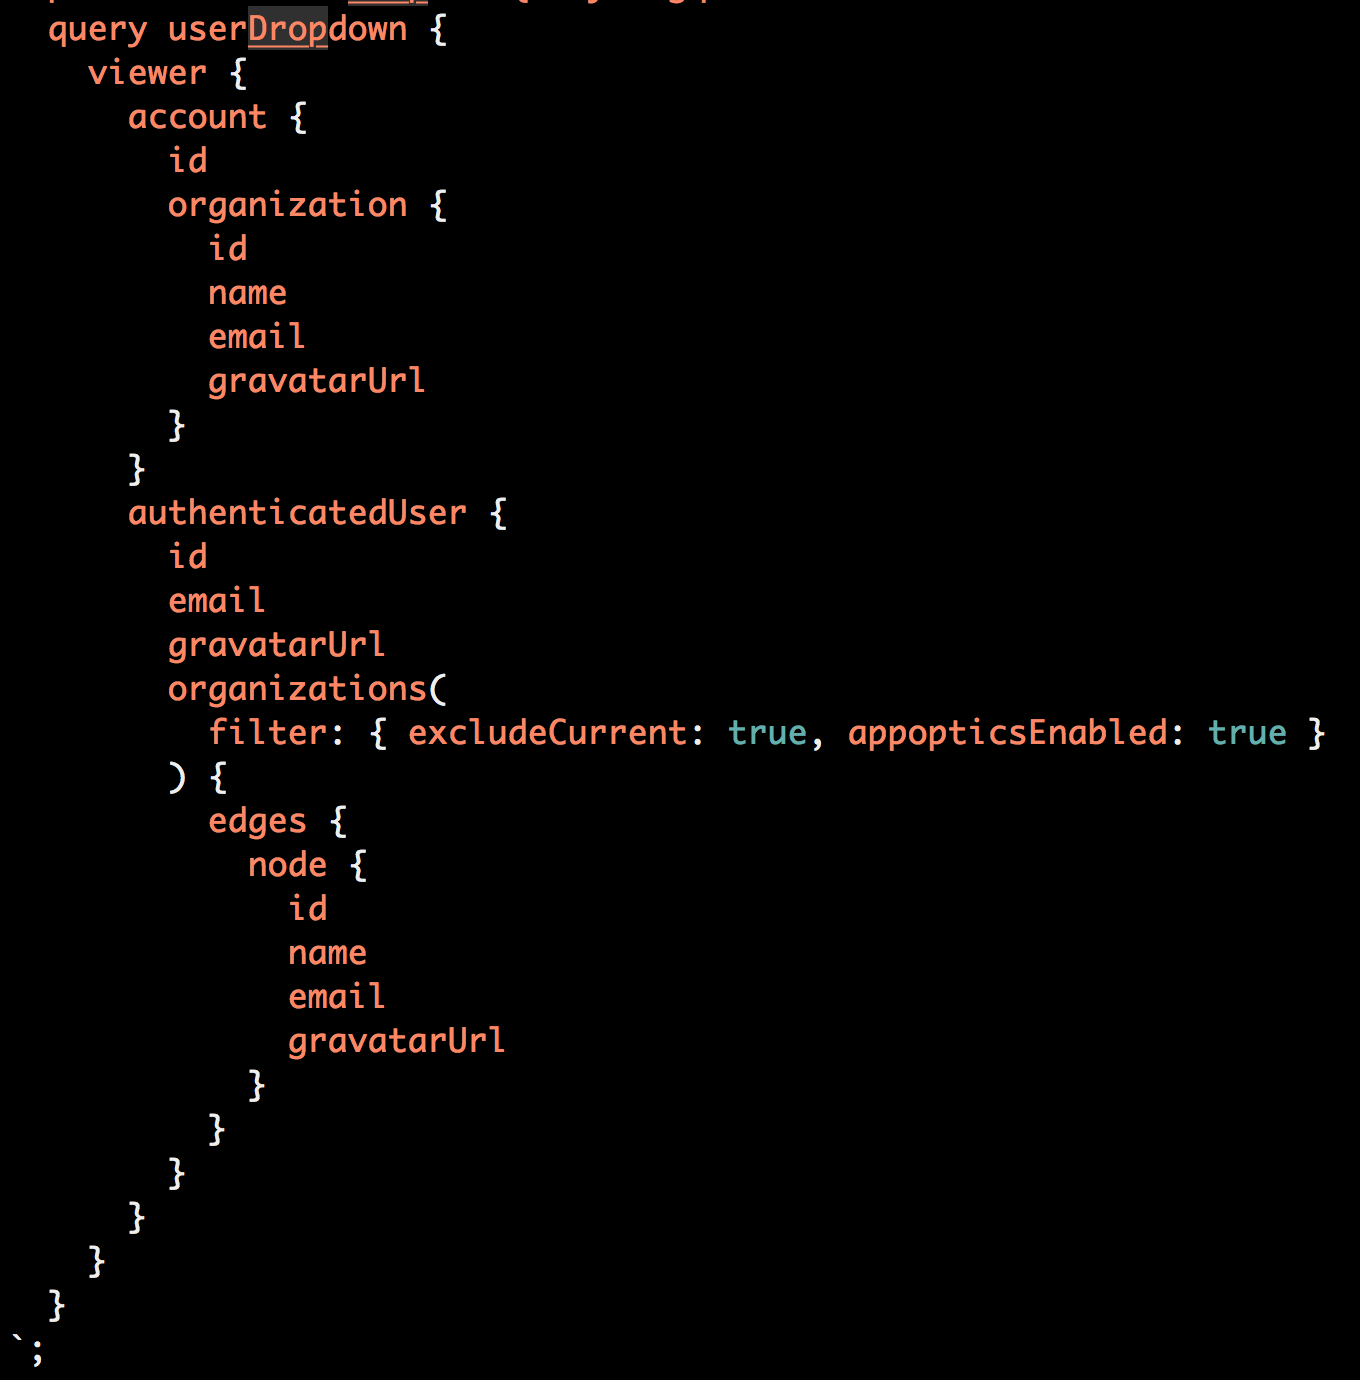 query userDropdown {
  viewer {
    account {
      id
      organization {
        id
        name
        email
        gravatarUrl
      }
    }
    authenticatedUser {
      id
      email
      gravatarUrl
      organizations(
        filter: { excludeCurrent: true, appopticsEnabled: true }
      ) {
        edges {
          node {
            id
            name
            email
            gravatarUrl
          }
        }
      }
    }
  }
}
`;